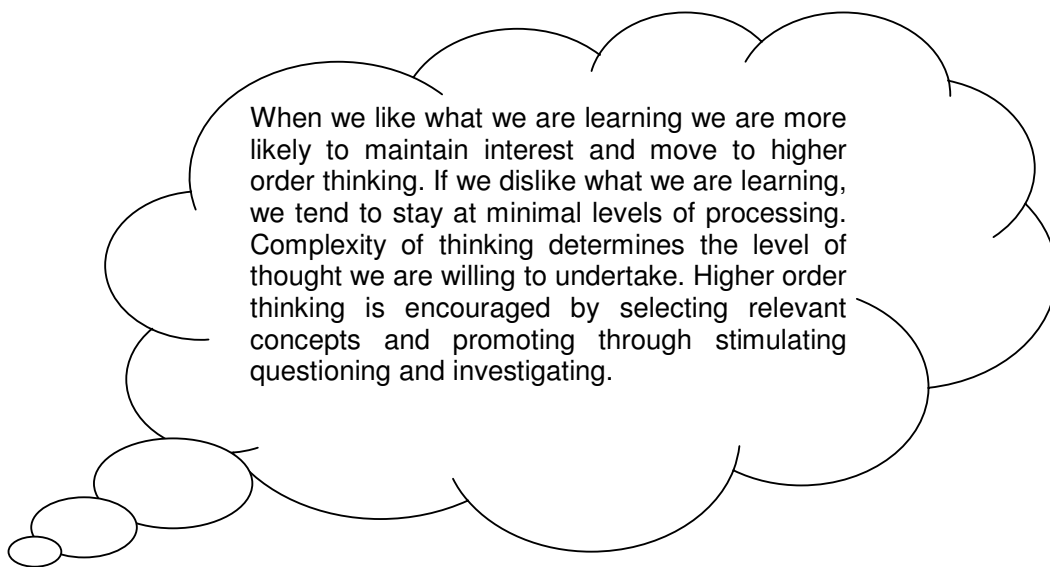 When we like what we are learning we are more
likely to maintain interest and move to higher
order thinking. If we dislike what we are learning,
we tend to stay at minimal levels of processing.
Complexity of thinking determines the level of
thought we are willing to undertake. Higher order
thinking is encouraged by selecting relevant
concepts and promoting through stimulating
questioning and investigating.